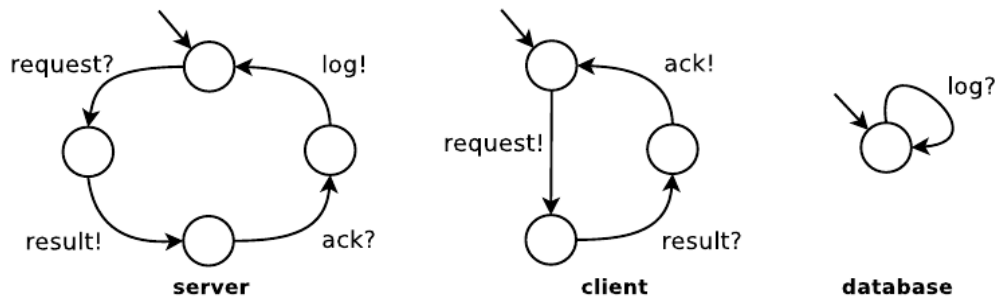 request?
log!
result!
ack?
server
request!
ack!
result?
client
log?
database